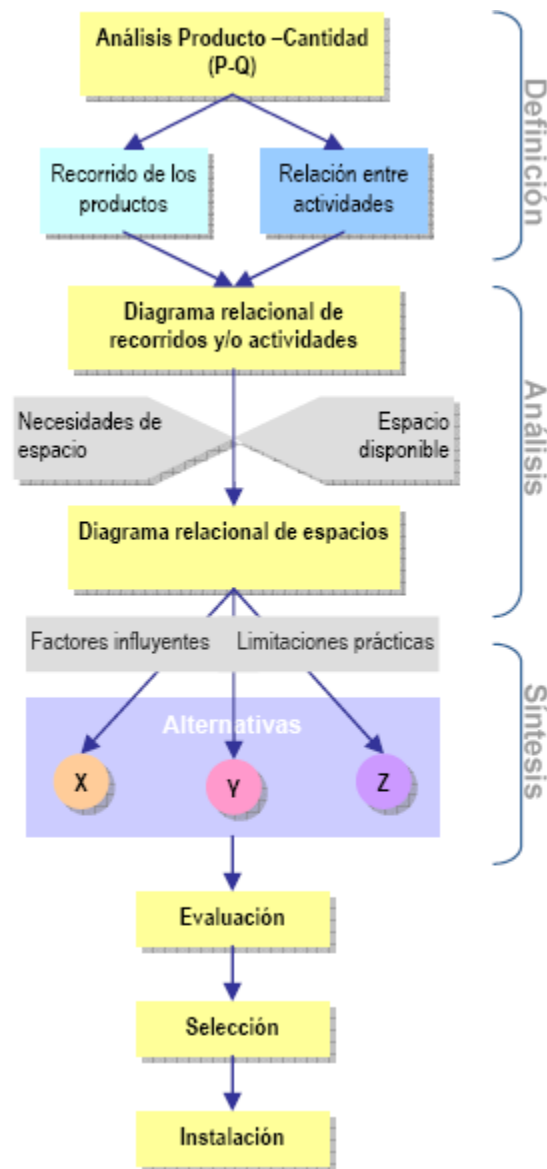 Análisis Producto –Cantidad
(P-Q)
Definición
Recorrido de los
productos
Relación entre
actividades
Diagrama relacional de
recorridos y/o actividades
Análisis
Necesidades de
espacio
Espacio
disponible
Diagrama relacional de espacios
Factores influyentes
Limitaciones prácticas
Síntesis
Alternativas
X
Y
Z
Evaluación
Selección
Instalación